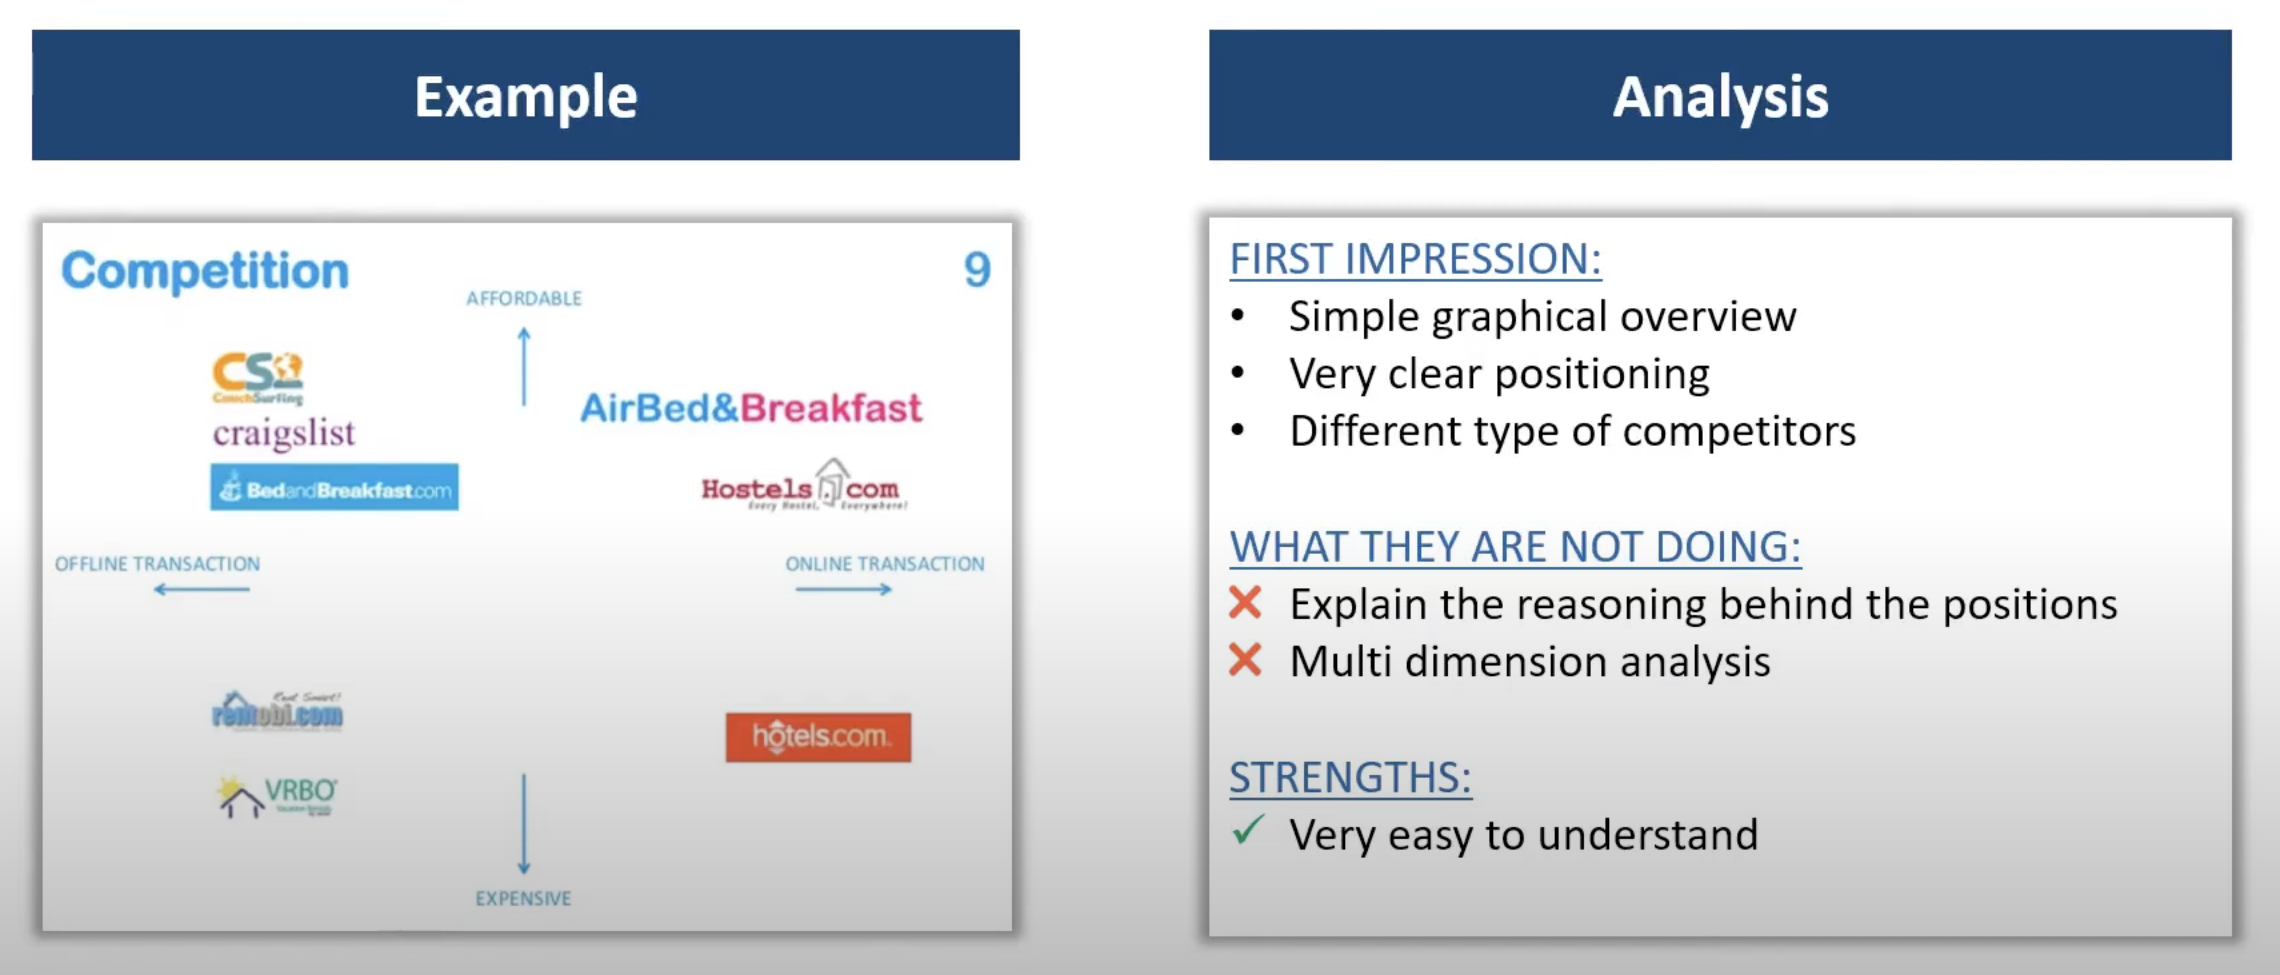 Example
Competition
9
AFFORDABLE
CS
CouchSurfing
craigslist
BedandBreakfast.com
AirBed&Breakfast
Hostels.com
Every Hostel, Everywhere!
OFFLINE TRANSACTION
ONLINE TRANSACTION
Rent Smart!
rentobi.com
VRBO
hotels.com
EXPENSIVE
Analysis
FIRST IMPRESSION:
• Simple graphical overview
• Very clear positioning
• Different type of competitors
WHAT THEY ARE NOT DOING:
Explain the reasoning behind the positions
Multi dimension analysis
STRENGTHS:
Very easy to understand